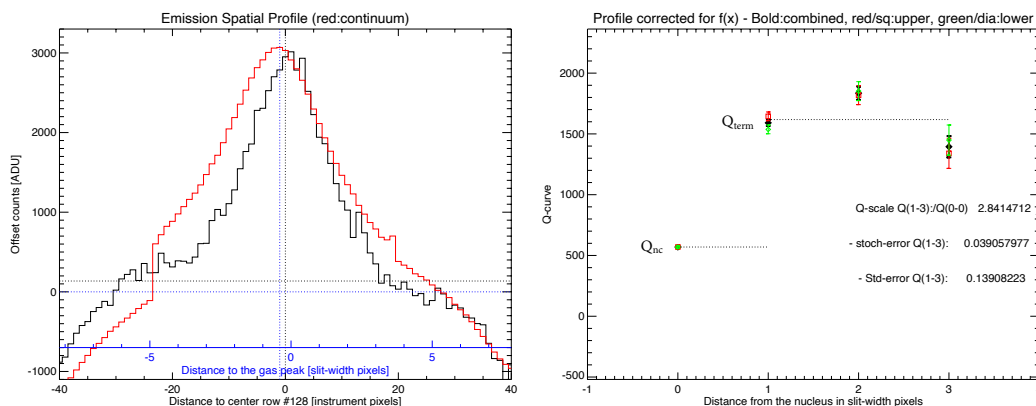 Emission Spatial Profile (red:continuum)
Offset counts [ADU]
3000
2000
1000
0
-1000
-5
0
5
Distance to the gas peak [slit-width pixels]
-40
-20
0
20
40
Distance to center row #128 [instrument pixels]
Profile corrected for f(x) - Bold:combined, red/sq:upper, green/dia:lower
Q-curve
2000
1500
1000
500
0
-500
Qterm
Qnc
Q-scale Q(1-3):/Q(0-0) 2.8414712
- stoch-error Q(1-3): 0.039057977
- Std-error Q(1-3): 0.13908223
-1
0
1
2
3
4
Distance from the nucleus in slit-width pixels